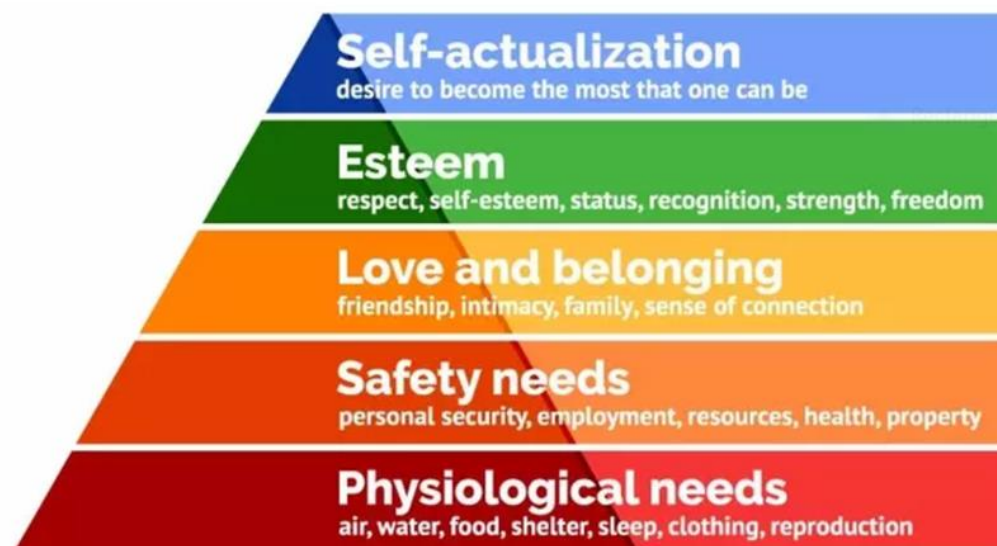 Self-actualization
desire to become the most that one can be
Esteem
respect, self-esteem, status, recognition, strength, freedom
Love and belonging
friendship, intimacy, family, sense of connection
Safety needs
personal security, employment, resources, health, property
Physiological needs
air, water, food, shelter, sleep, clothing, reproduction